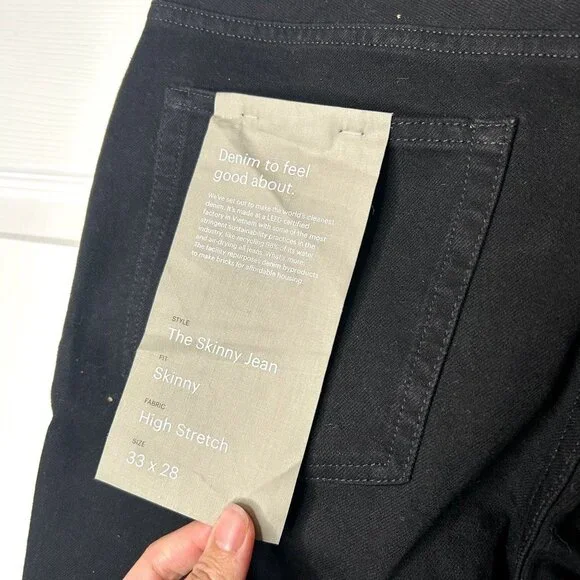 Denim to feel
good about.
We've set out to make the world's cleanest
denim. It's made at a LEED-certified
factory in Vietnam with some of the most
stringent sustainability practices in the
industry, like recycling 98% of its water
and air-drying all jeans. What's more:
The facility repurposes denim byproducts
to make bricks for affordable housing.
STYLE
The Skinny Jean
FIT
Skinny
FABRIC
High Stretch
SIZE
33 x 28